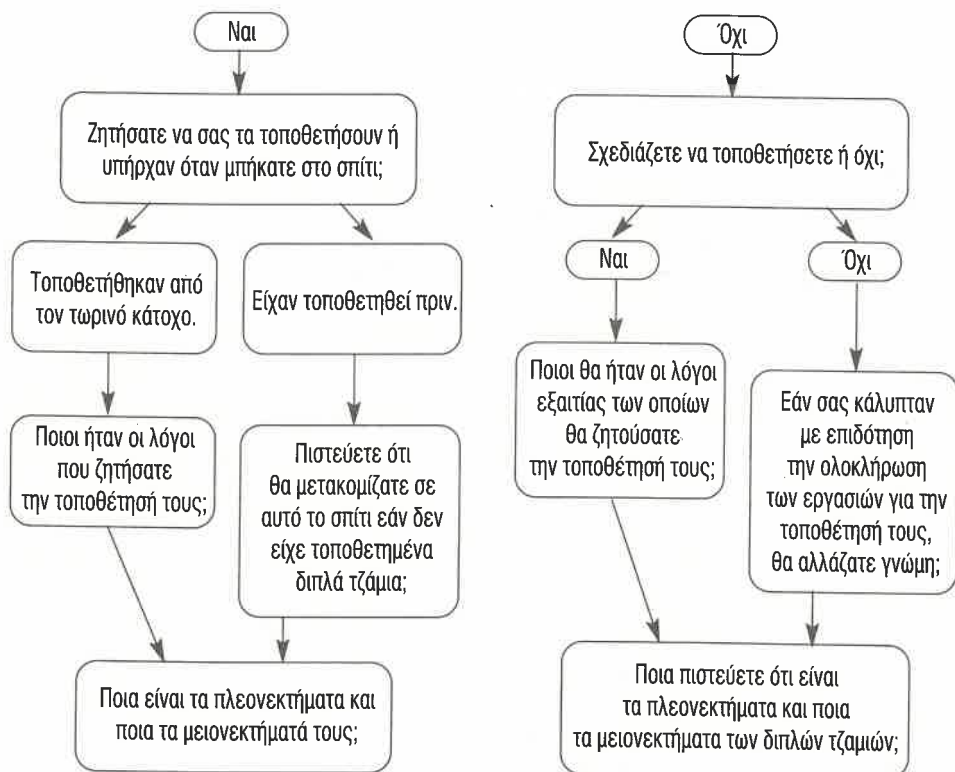 Ναι
Ζητήσατε να σας τα τοποθετήσουν ή
υπήρχαν όταν μπήκατε στο σπίτι;
Τοποθετήθηκαν από
τον τωρινό κάτοχο.
Είχαν τοποθετηθεί πριν.
Ποιοι ήταν οι λόγοι
που ζητήσατε
την τοποθέτησή τους;
Πιστεύετε ότι
θα μετακομίζατε σε
αυτό το σπίτι εάν δεν
είχε τοποθετημένα
διπλά τζάμια;
Ποια είναι τα πλεονεκτήματα και
ποια τα μειονεκτήματά τους;
Όχι
Σχεδιάζετε να τοποθετήσετε ή όχι;
Ναι
Όχι
Ποιοι θα ήταν οι λόγοι
εξαιτίας των οποίων
θα ζητούσατε
την τοποθέτησή τους;
Εάν σας κάλυπταν
με επιδότηση
την ολοκλήρωση
των εργασιών για την
τοποθέτησή τους,
θα αλλάζατε γνώμη;
Ποια πιστεύετε ότι είναι
τα πλεονεκτήματα και ποια
τα μειονεκτήματα των διπλών τζαμιών;